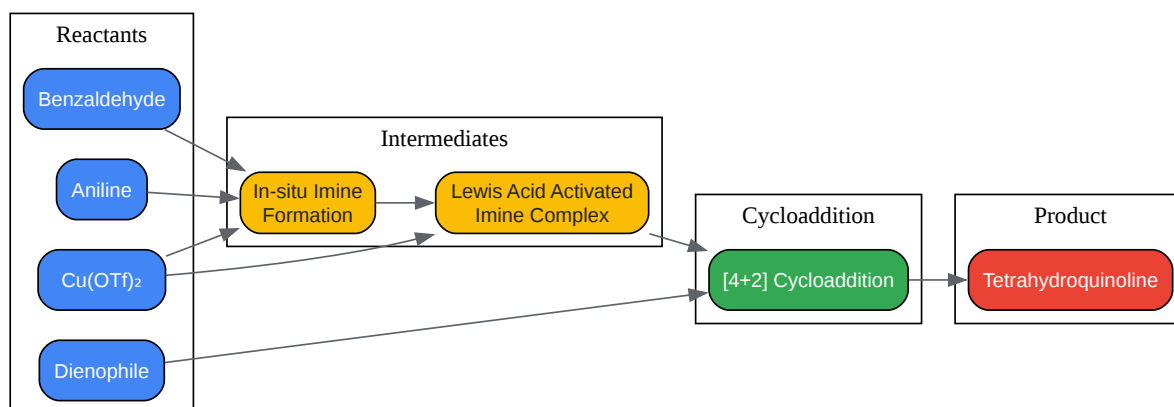 Reactants
Benzaldehyde
Aniline
Cu(OTf)₂
Dienophile
Intermediates
In-situ Imine
Formation
Lewis Acid Activated
Imine Complex
Cycloaddition
[4+2] Cycloaddition
Product
Tetrahydroquinoline